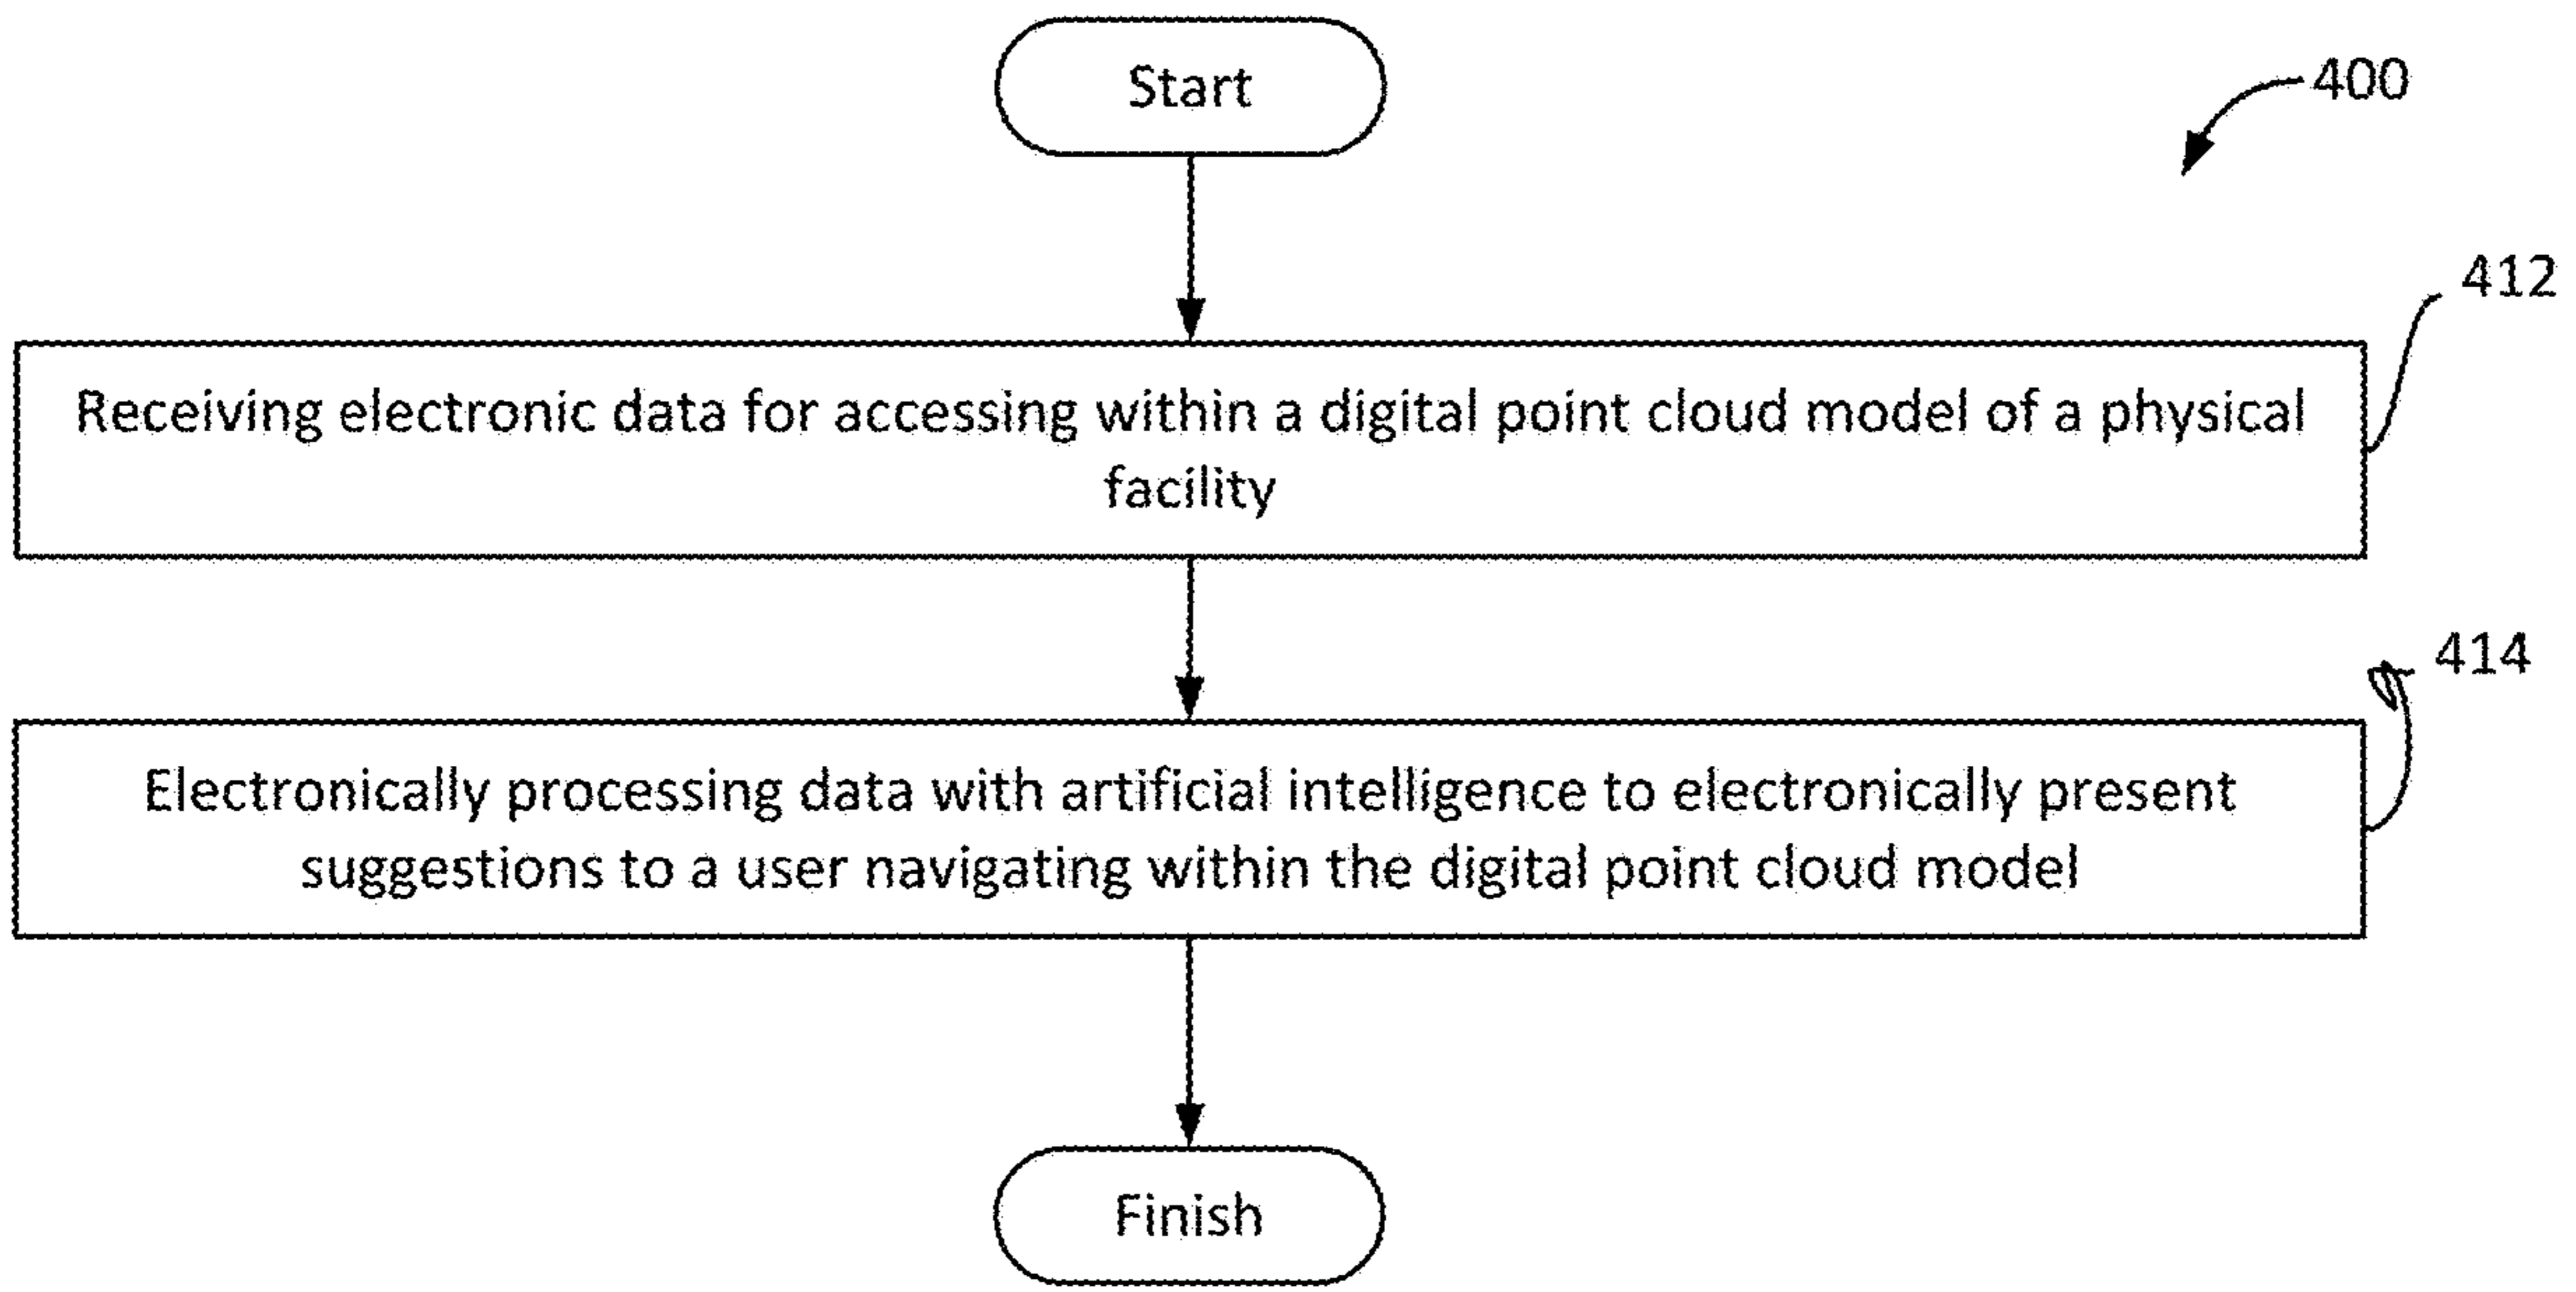 Start
400
412
Receiving electronic data for accessing within a digital point cloud model of a physical
facility
414
Electronically processing data with artificial intelligence to electronically present
suggestions to a user navigating within the digital point cloud model
Finish